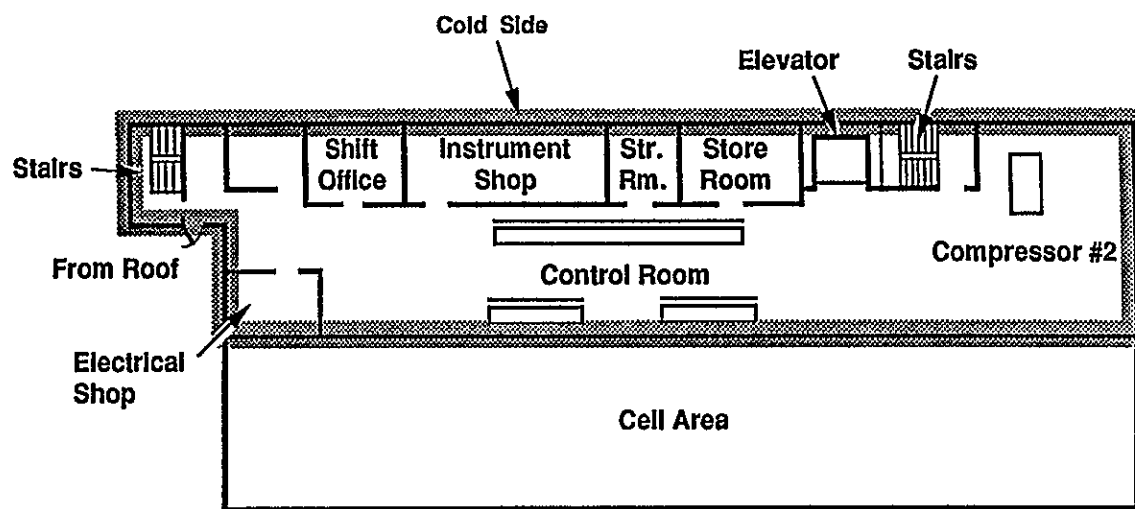 Cold Side
Elevator
Stairs
Stairs
Shift
Office
Instrument
Shop
Str.
Rm.
Store
Room
From Roof
Control Room
Compressor #2
Electrical
Shop
Cell Area